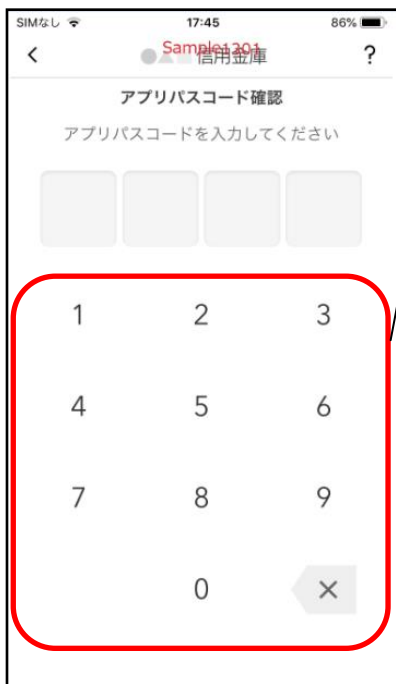 SIMなし 17:45 86%
< ●▲■信用金庫 ?
Sample1201
アプリパスコード確認
アプリパスコードを入力してください
1 2 3
4 5 6
7 8 9
0 ×